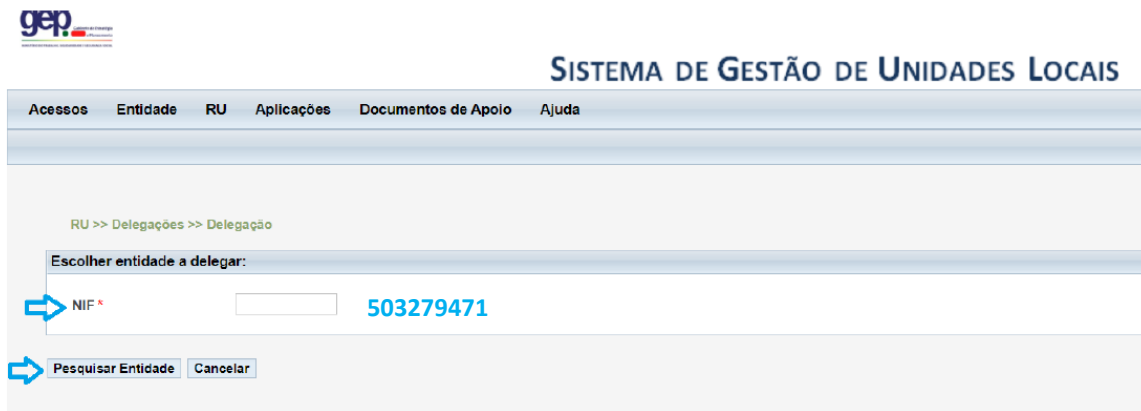 gep
SISTEMA DE GESTÃO DE UNIDADES LOCAIS
Acessos Entidade RU Aplicações Documentos de Apoio Ajuda
RU >> Delegações >> Delegação
Escolher entidade a delegar:
NIF * 503279471
Pesquisar Entidade Cancelar